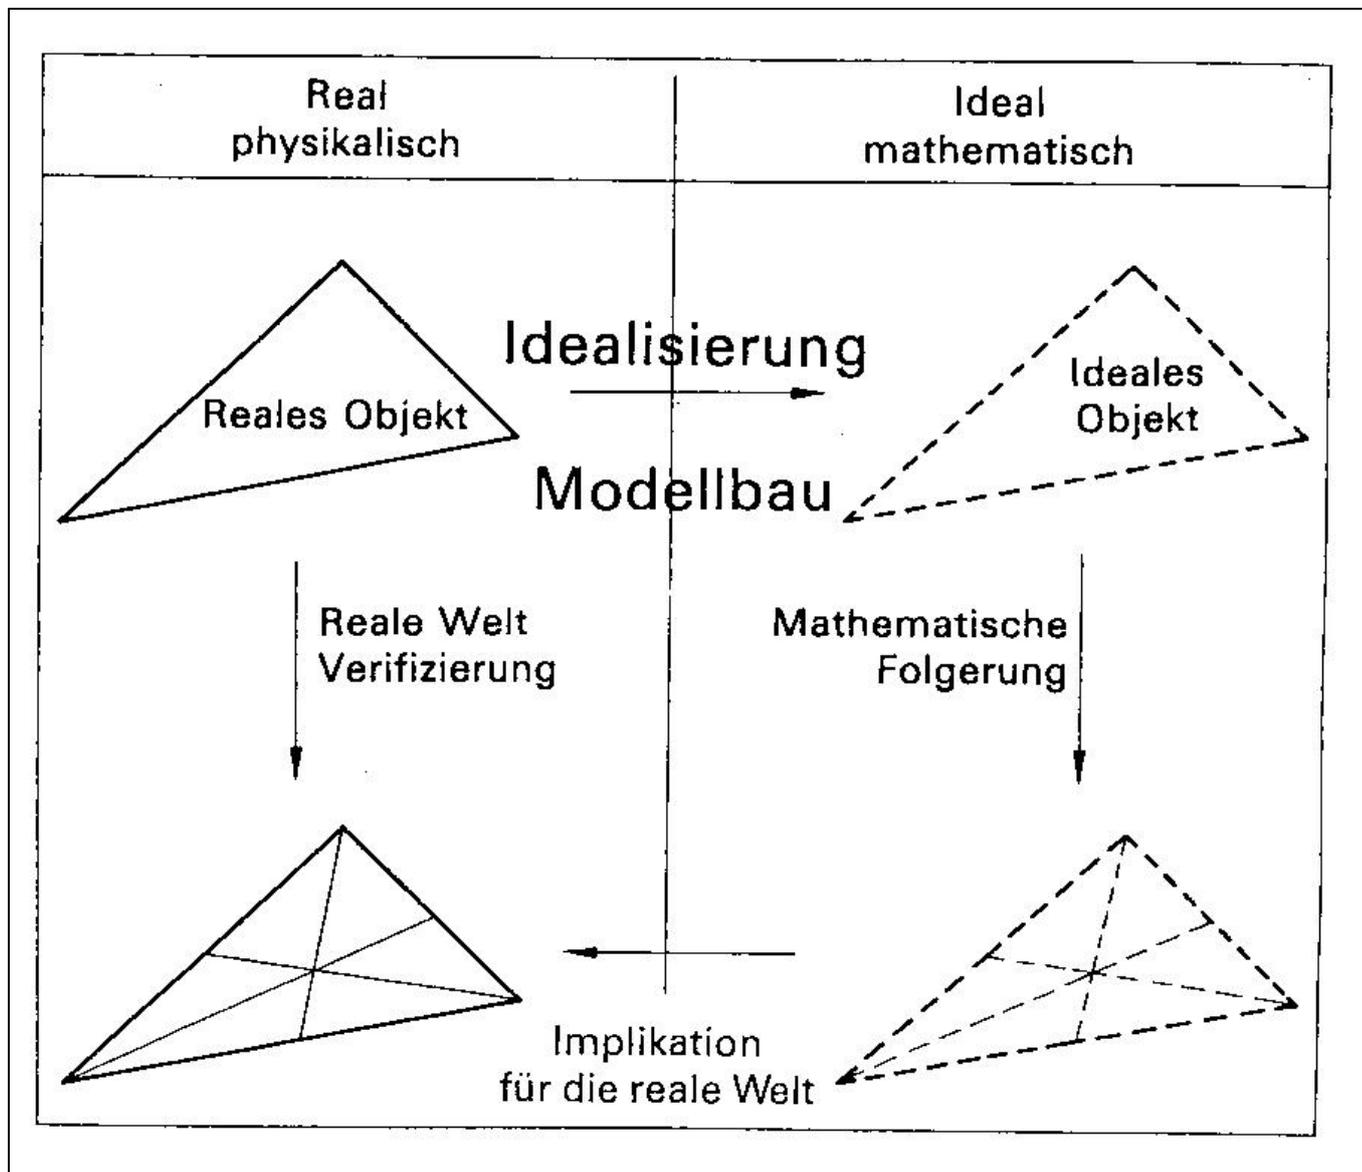 Real
physikalisch
Ideal
mathematisch
Idealisierung
Reales Objekt
Ideales
Objekt
Modellbau
Reale Welt
Verifizierung
Mathematische
Folgerung
Implikation
für die reale Welt